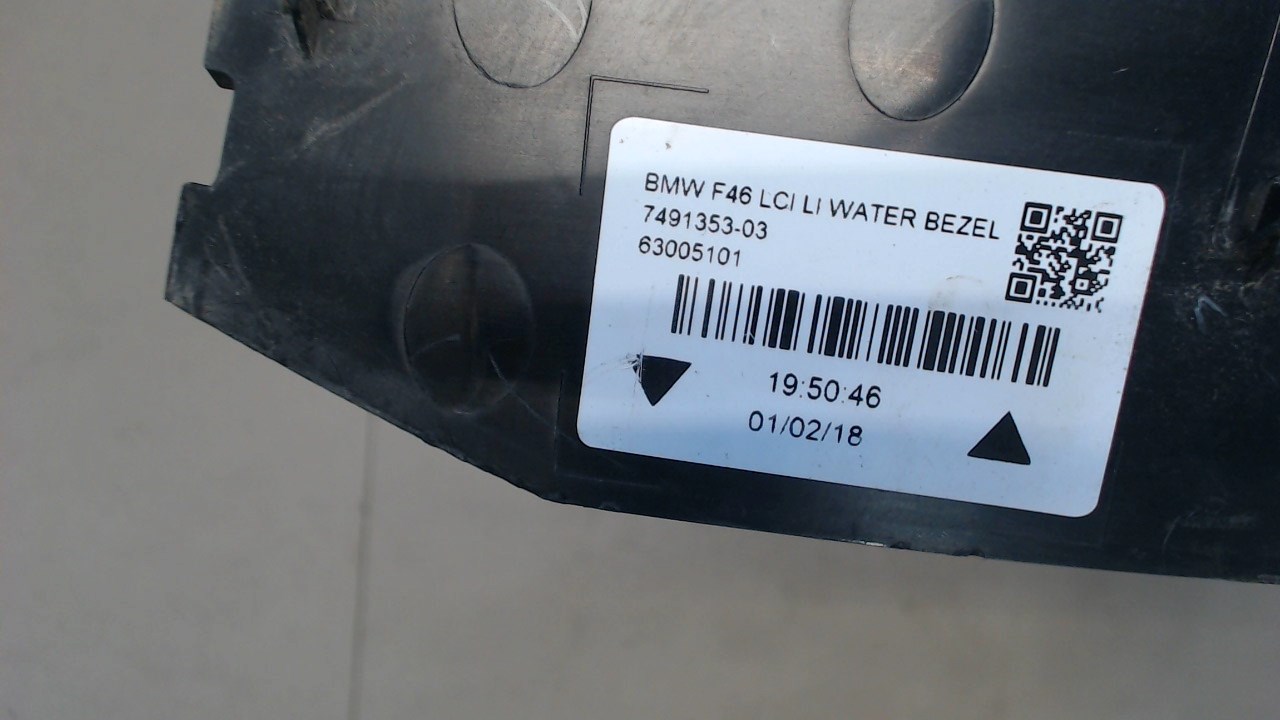 BMW F46 LCI LI WATER BEZEL
7491353-03
63005101
19:50:46
01/02/18